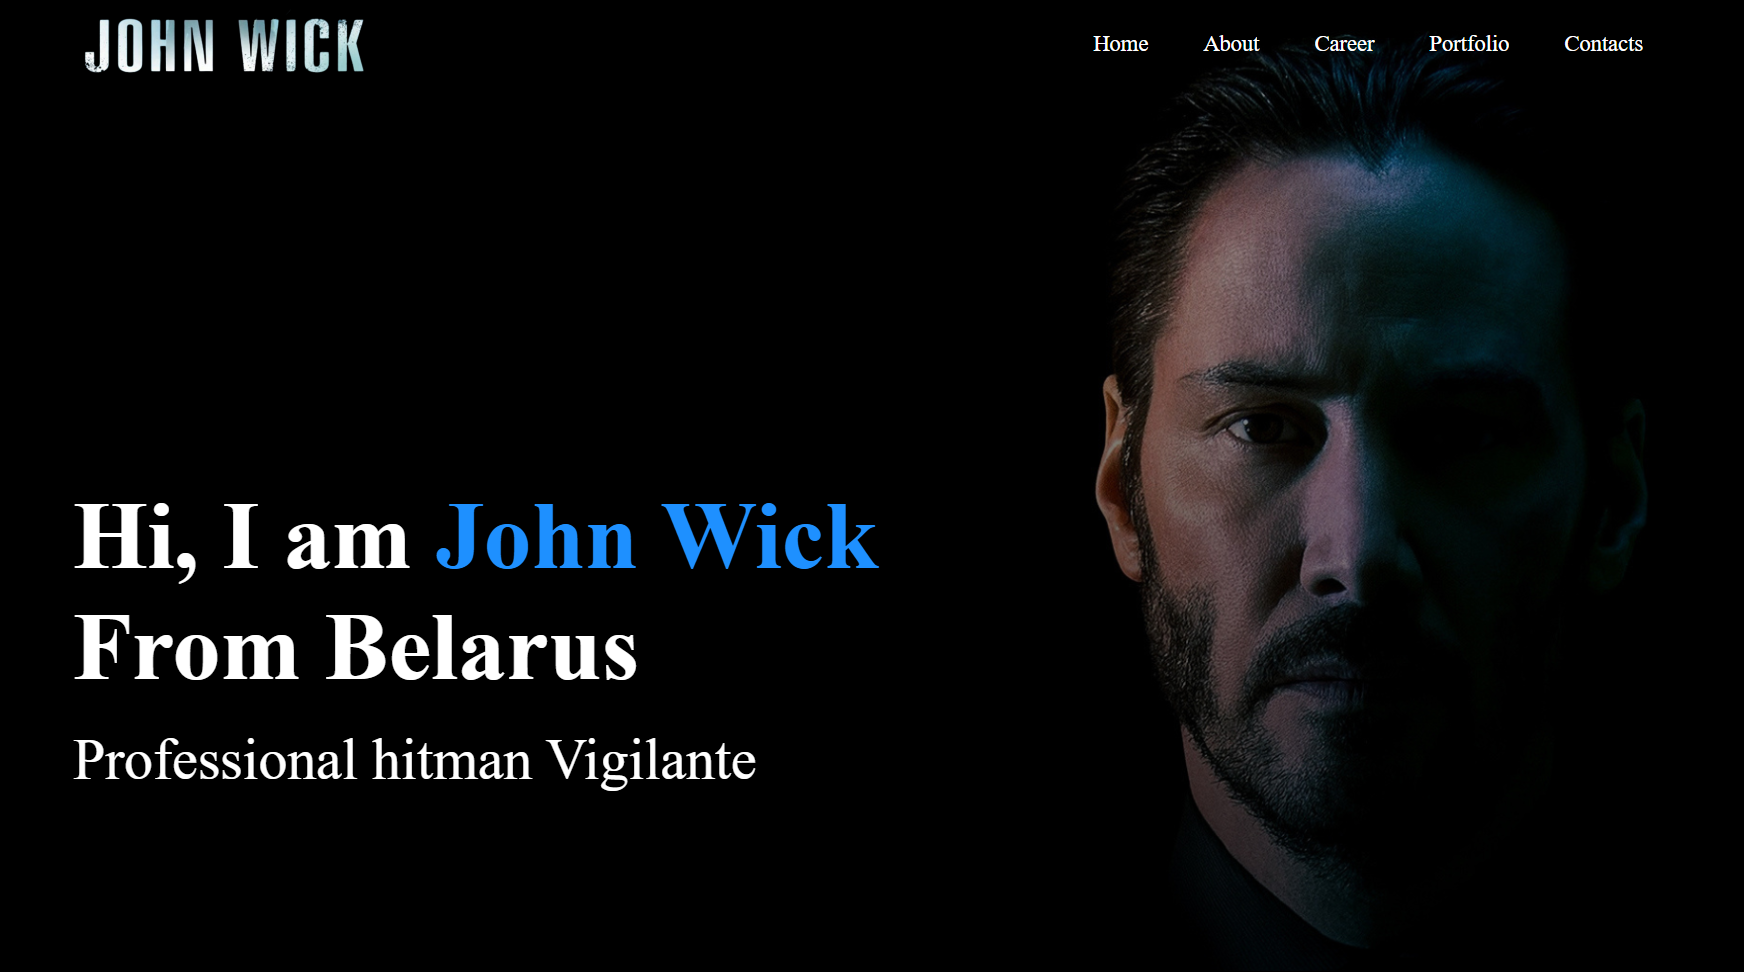 JOHN WICK
Home About Career Portfolio Contacts
Hi, I am John Wick
From Belarus
Professional hitman Vigilante